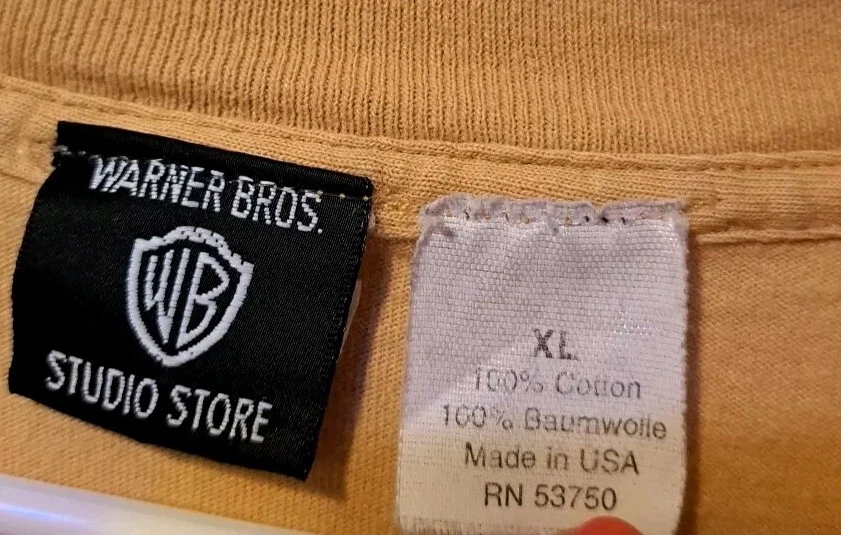 WARNER BROS.
WB
STUDIO STORE
XL
100% Cotton
100% Baumwolle
Made in USA
RN 53750